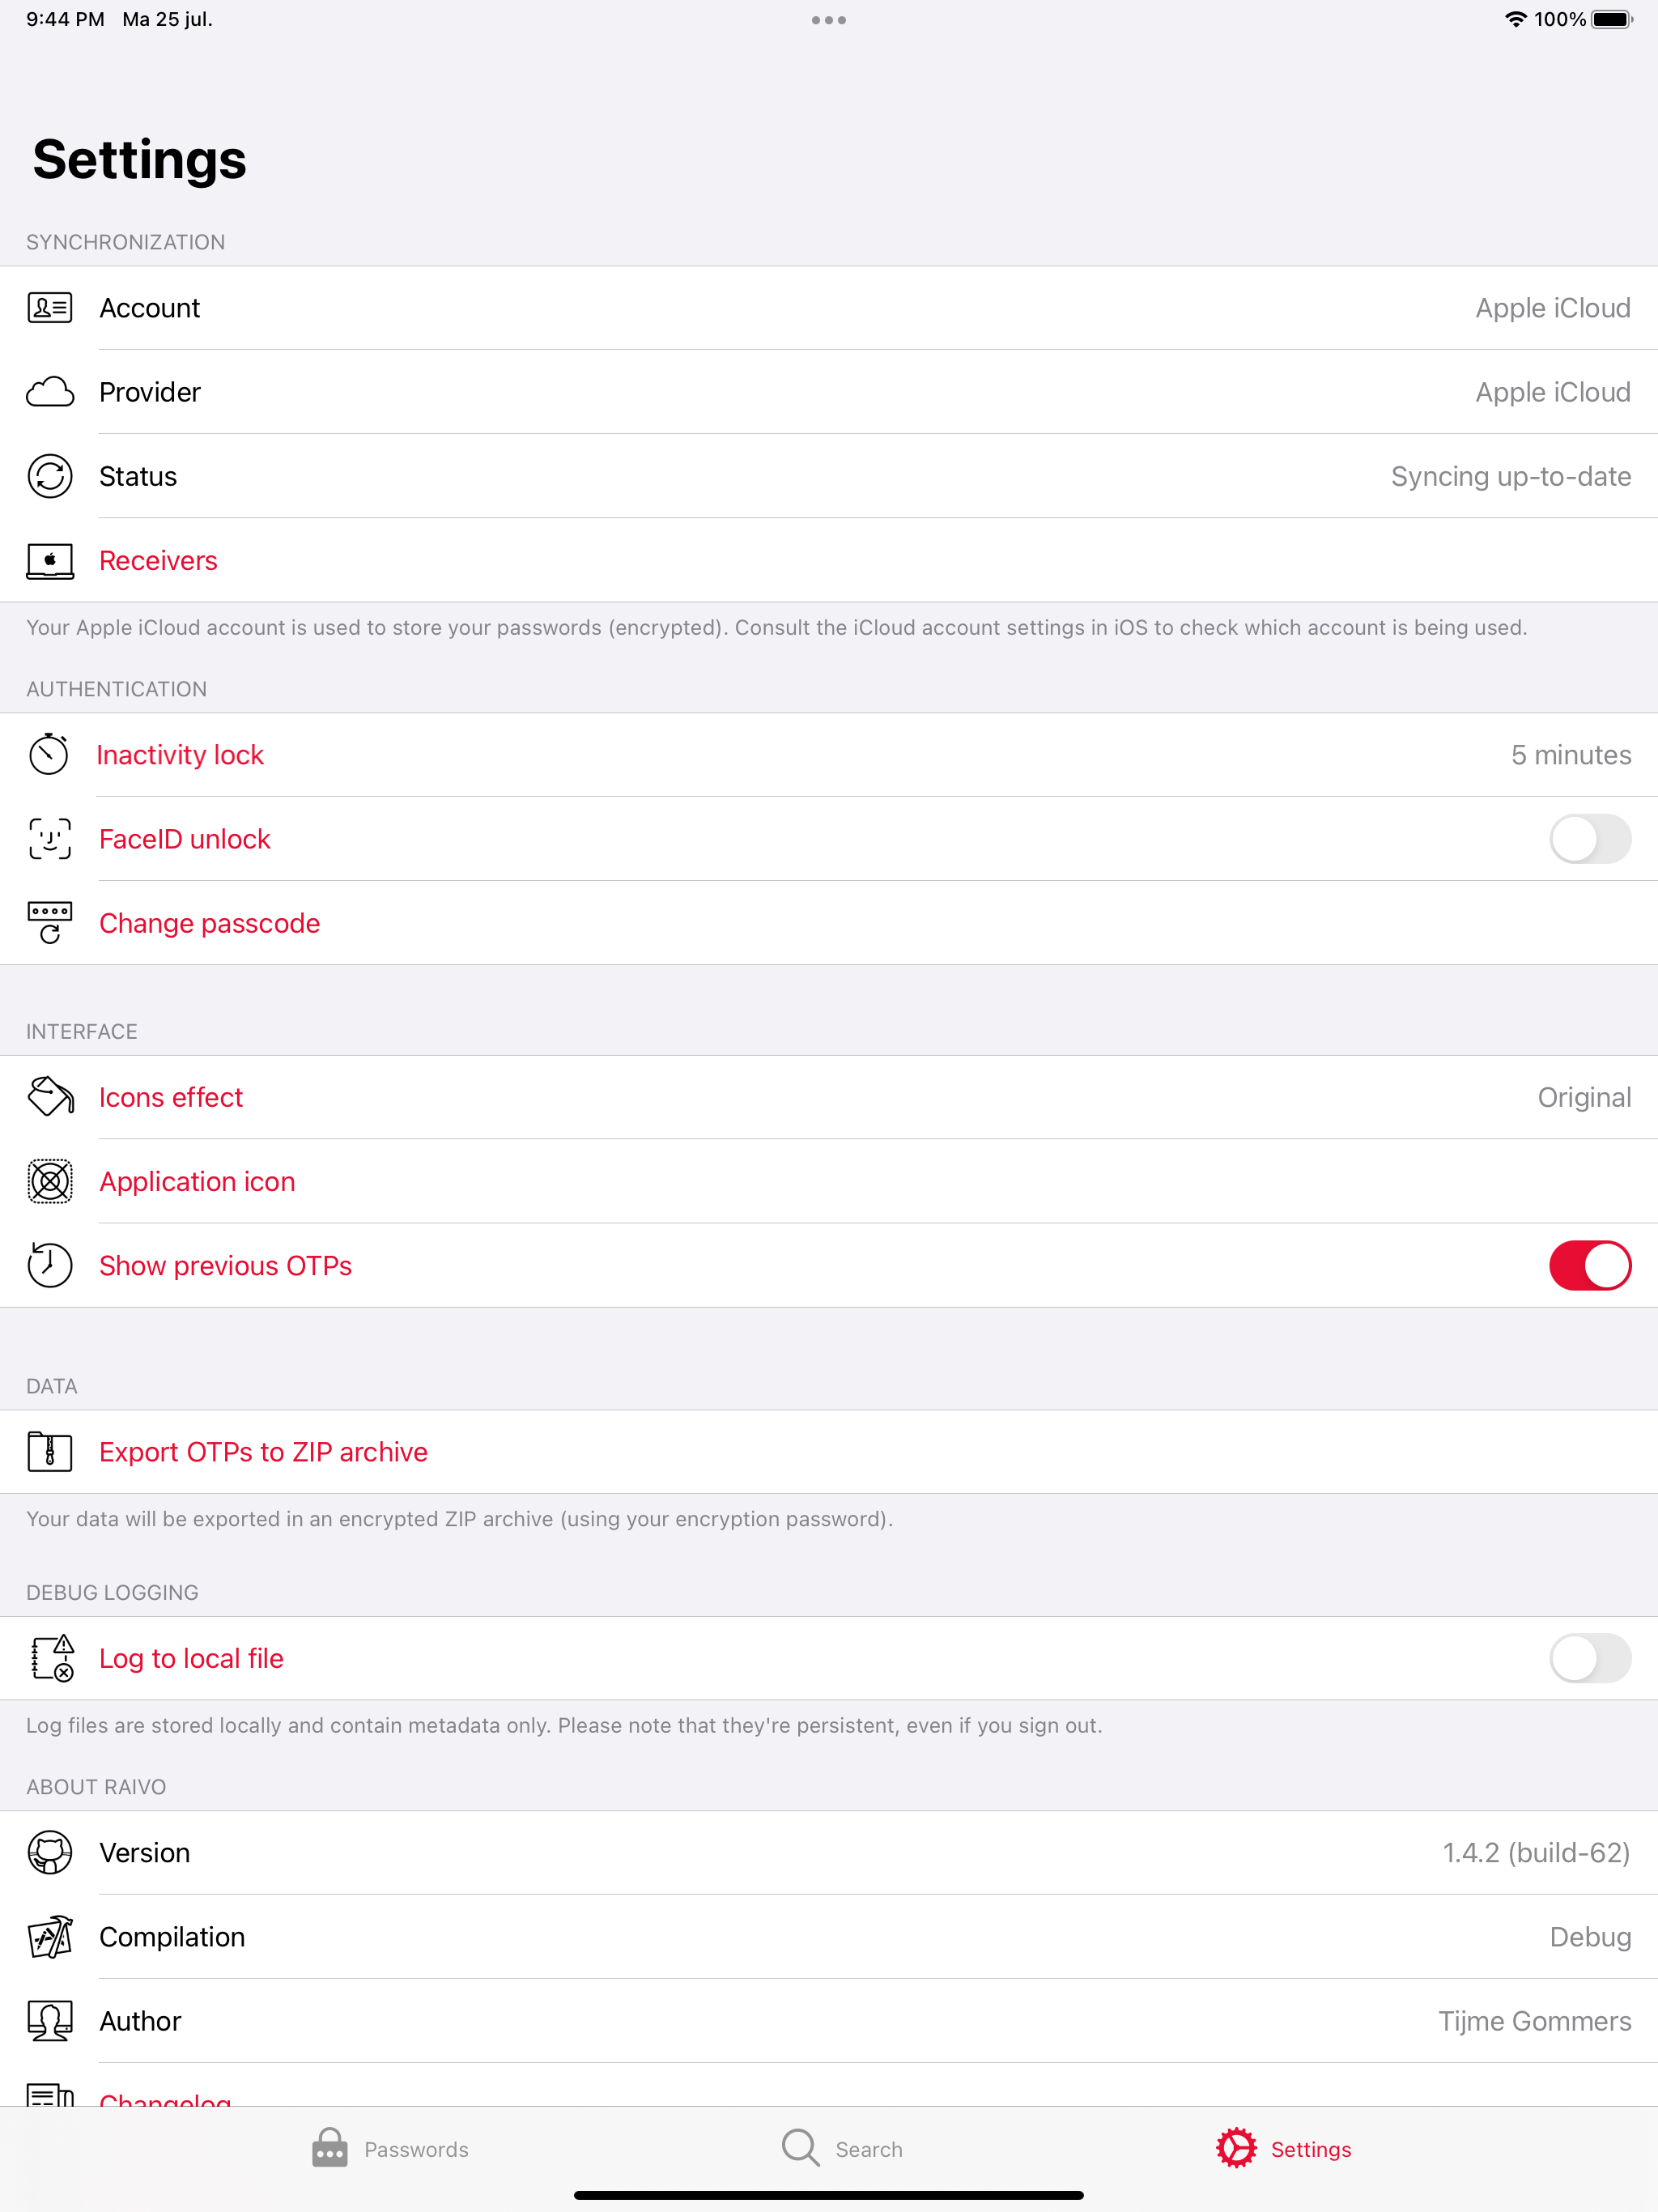 9:44 PM Ma 25 jul. 100%
Settings
SYNCHRONIZATION
Account Apple iCloud
Provider Apple iCloud
Status Syncing up-to-date
Receivers
Your Apple iCloud account is used to store your passwords (encrypted). Consult the iCloud account settings in iOS to check which account is being used.
AUTHENTICATION
Inactivity lock 5 minutes
FaceID unlock
Change passcode
INTERFACE
Icons effect Original
Application icon
Show previous OTPs
DATA
Export OTPs to ZIP archive
Your data will be exported in an encrypted ZIP archive (using your encryption password).
DEBUG LOGGING
Log to local file
Log files are stored locally and contain metadata only. Please note that they're persistent, even if you sign out.
ABOUT RAIVO
Version 1.4.2 (build-62)
Compilation Debug
Author Tijme Gommers
Changelog
Passwords Search Settings